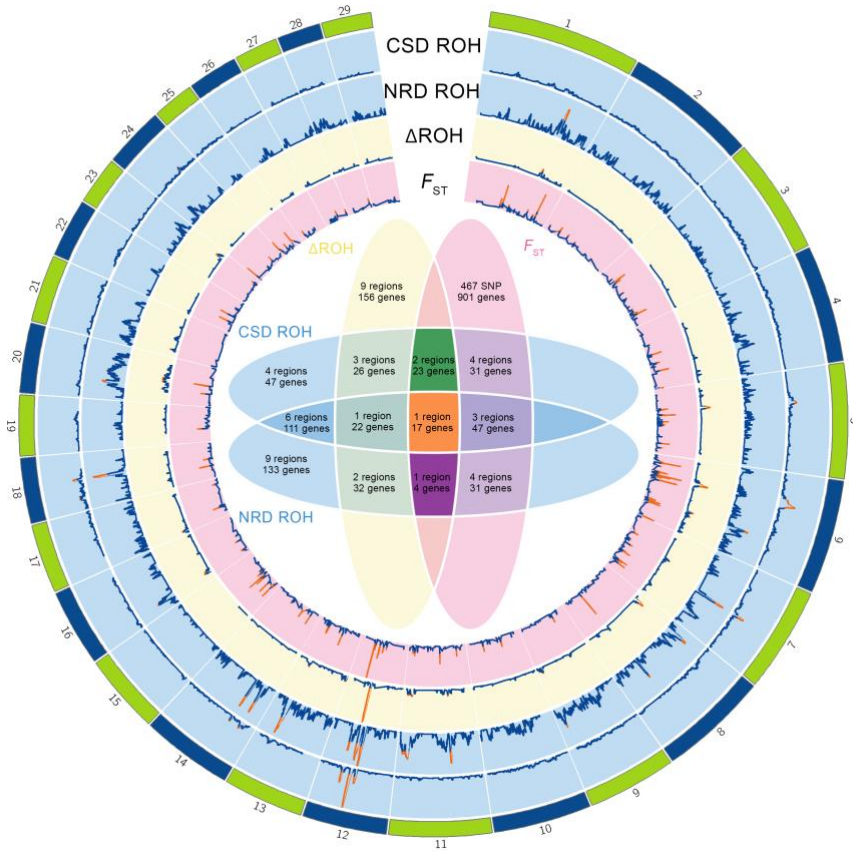 CSD ROH
NRD ROH
ΔROH
FST
1
2
3
4
6
7
8
9
10
11
12
13
14
15
16
17
18
19
20
21
22
23
24
25
26
27
28
29
ΔROH
FST
9 regions
156 genes
467 SNP
901 genes
CSD ROH
4 regions
47 genes
3 regions
26 genes
2 regions
23 genes
4 regions
31 genes
6 regions
111 genes
1 region
22 genes
1 region
17 genes
3 regions
47 genes
9 regions
133 genes
2 regions
32 genes
1 region
4 genes
4 regions
31 genes
NRD ROH